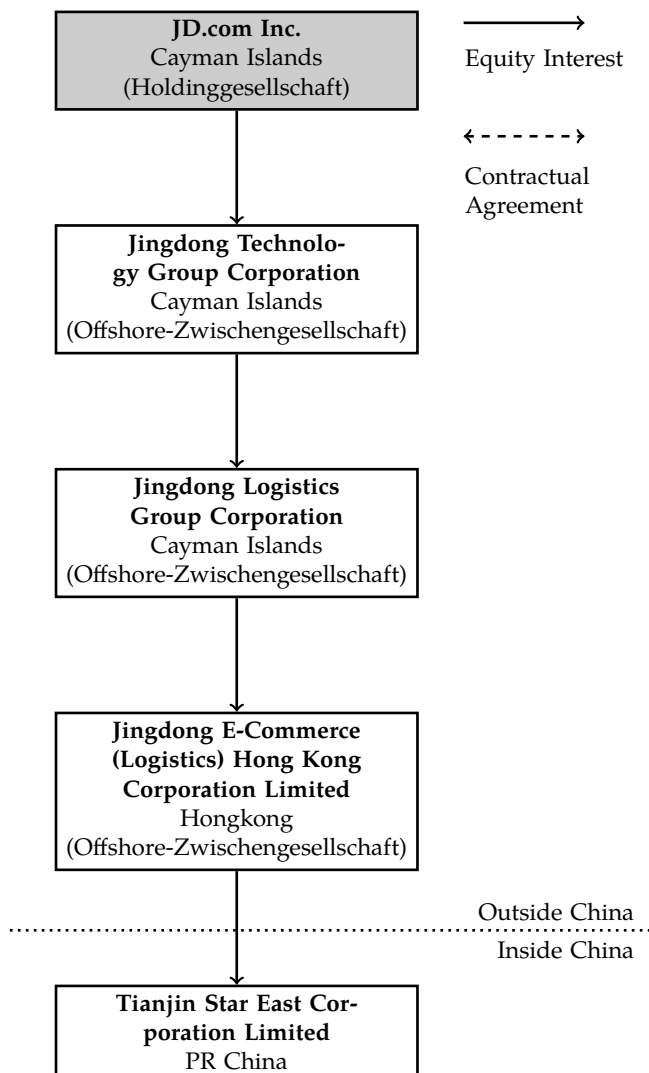 JD.com Inc.
Cayman Islands
(Holdinggesellschaft)
Equity Interest
Contractual
Agreement
Jingdong Technolo-
gy Group Corporation
Cayman Islands
(Offshore-Zwischengesellschaft)
Jingdong Logistics
Group Corporation
Cayman Islands
(Offshore-Zwischengesellschaft)
Jingdong E-Commerce
(Logistics) Hong Kong
Corporation Limited
Hongkong
(Offshore-Zwischengesellschaft)
Outside China
Inside China
Tianjin Star East Cor-
poration Limited
PR China